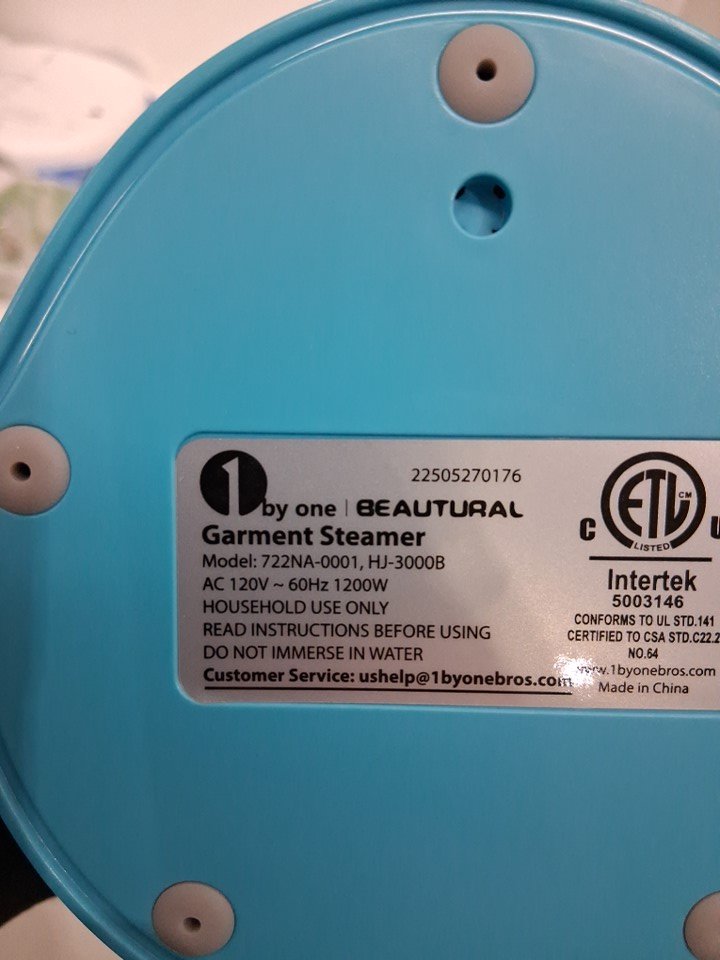 22505270176
1 by one | BEAUTURAL
Garment Steamer
Model: 722NA-0001, HJ-3000B
AC 120V ~ 60Hz 1200W
HOUSEHOLD USE ONLY
READ INSTRUCTIONS BEFORE USING
DO NOT IMMERSE IN WATER
Customer Service: ushelp@1byonebros.com
C ETL CM
LISTED
Intertek
5003146
CONFORMS TO UL STD.141
CERTIFIED TO CSA STD.C22.2
NO.64
www.1byonebros.com
Made in China